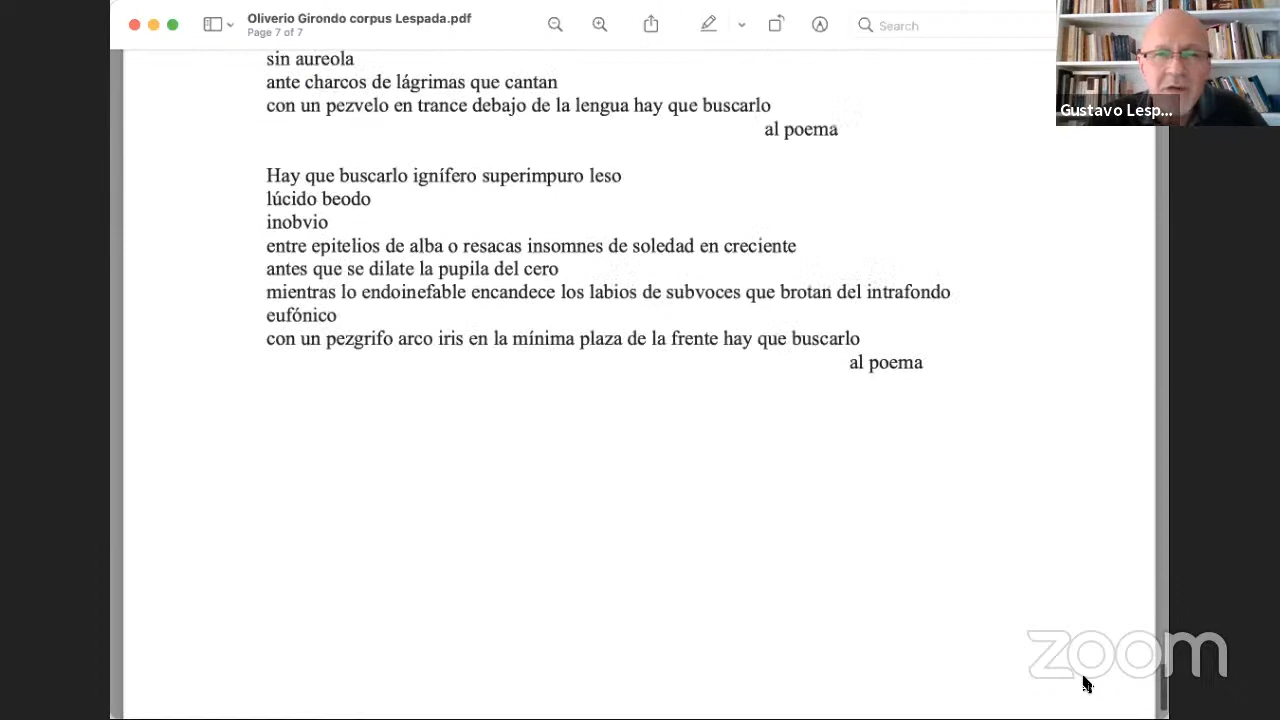 Oliverio Girondo corpus Lespada.pdf
Page 7 of 7
Search
Gustavo Lesp...
sin aureola
ante charcos de lágrimas que cantan
con un pezvelo en trance debajo de la lengua hay que buscarlo
al poema
Hay que buscarlo ignífero superimpuro leso
lúcido beodo
inobvio
entre epitelios de alba o resacas insomnes de soledad en creciente
antes que se dilate la pupila del cero
mientras lo endoinefable encandece los labios de subvoces que brotan del intrafondo
eufónico
con un pezgrifo arco iris en la mínima plaza de la frente hay que buscarlo
al poema
zoom